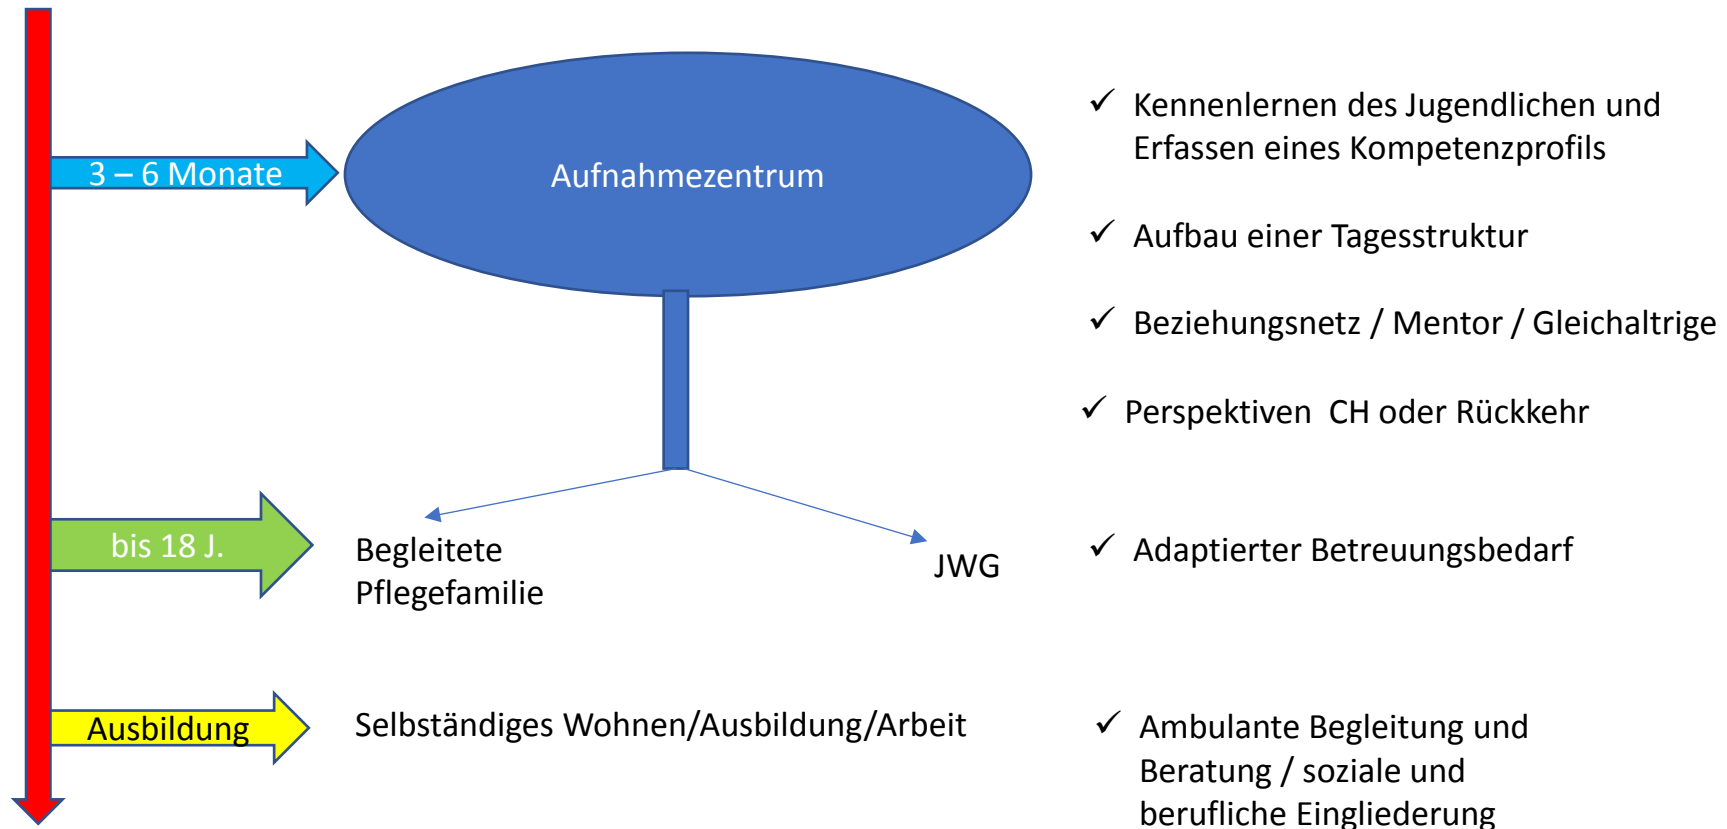 3 – 6 Monate
Aufnahmezentrum
✓ Kennenlernen des Jugendlichen und
Erfassen eines Kompetenzprofils
✓ Aufbau einer Tagesstruktur
✓ Beziehungsnetz / Mentor / Gleichaltrige
✓ Perspektiven  CH oder Rückkehr
bis 18 J.
Begleitete
Pflegefamilie
JWG
✓ Adaptierter Betreuungsbedarf
Ausbildung
Selbständiges Wohnen/Ausbildung/Arbeit
✓ Ambulante Begleitung und
Beratung / soziale und
berufliche Eingliederung